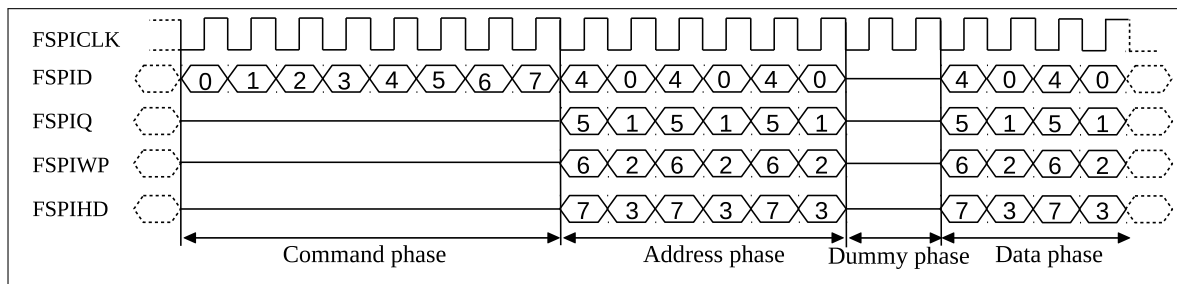 FSPICLK
FSPID 0 1 2 3 4 5 6 7 4 0 4 0 4 0 4 0 4 0
FSPIQ 5 1 5 1 5 1 5 1 5 1
FSPIWP 6 2 6 2 6 2 6 2 6 2
FSPIHD 7 3 7 3 7 3 7 3 7 3
Command phase Address phase Dummy phase Data phase